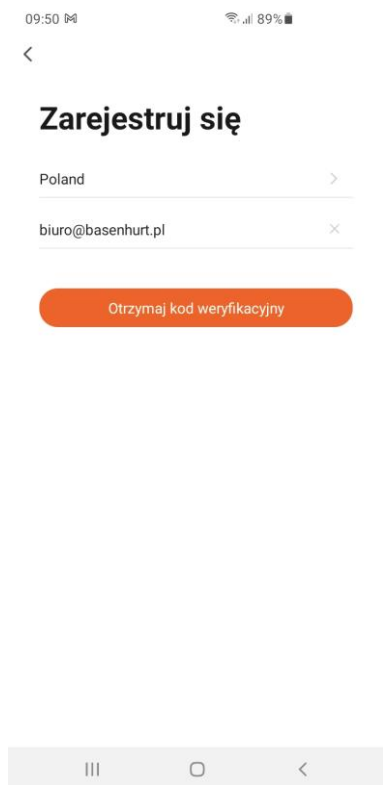 09:50 89%
Zarejestruj się
Poland
biuro@basenhurt.pl
Otrzymaj kod weryfikacyjny